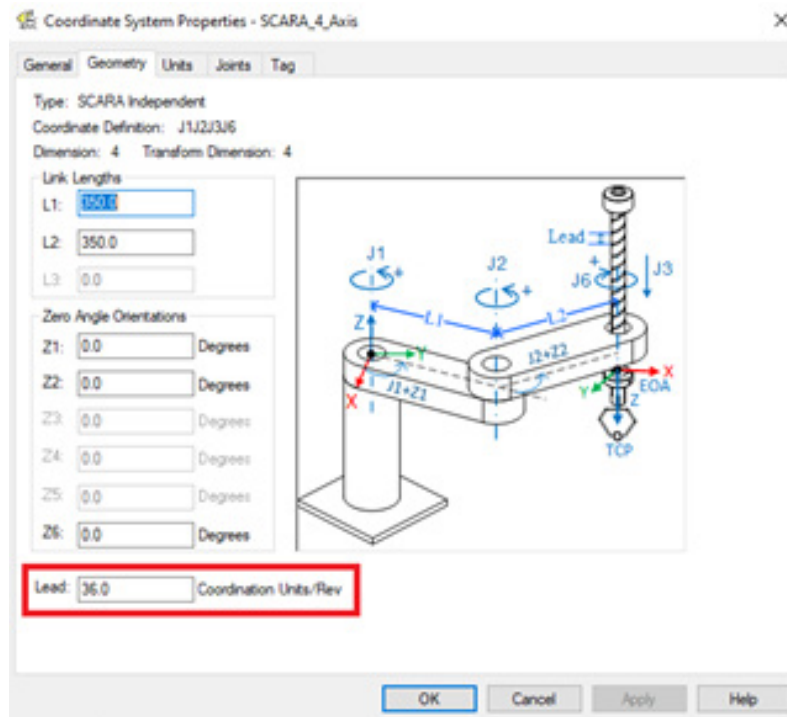 Coordinate System Properties - SCARA_4_Axis
General Geometry Units Joints Tag
Type: SCARA Independent
Coordinate Definition: J1J2J3J6
Dimension: 4 Transform Dimension: 4
Link Lengths
L1: 350.0
L2: 350.0
L3: 0.0
Zero Angle Orientations
Z1: 0.0 Degrees
Z2: 0.0 Degrees
Z3: 0.0 Degrees
Z4: 0.0 Degrees
Z5: 0.0 Degrees
Z6: 0.0 Degrees
Lead: 36.0 Coordination Units/Rev
Lead
J1
+
J2
+
J6
+
J3
L1
L2
Z
Y
X
J1+Z1
J2+Z2
X
Y
Z
EOA
TCP
OK Cancel Apply Help